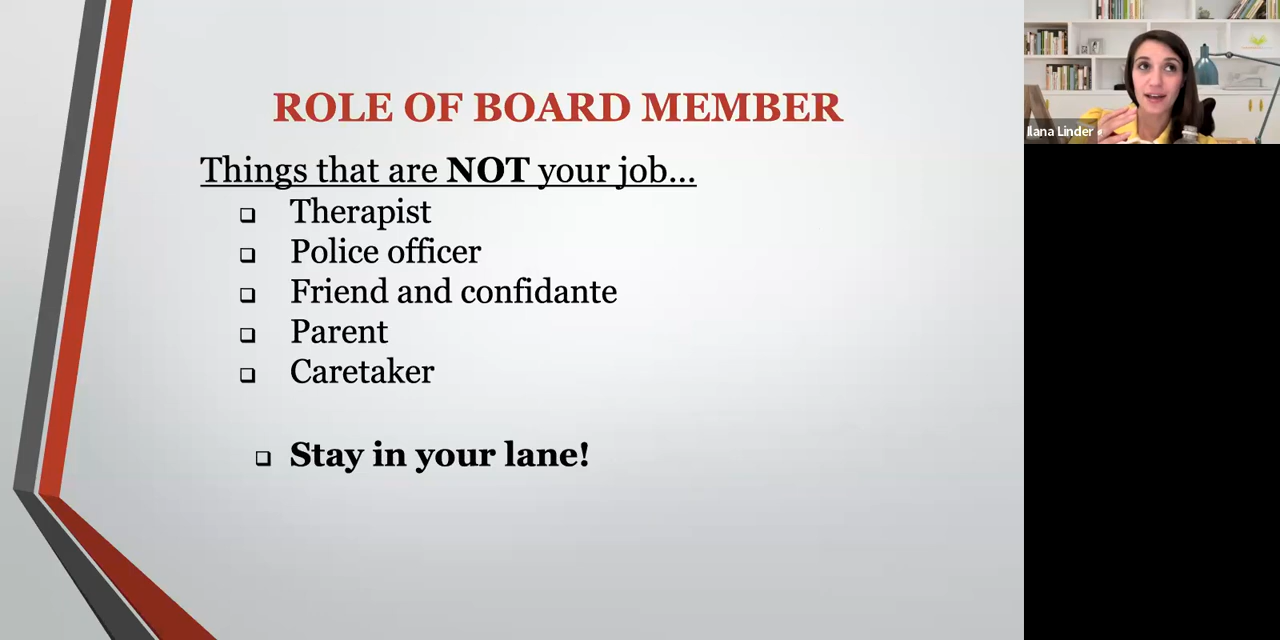 ROLE OF BOARD MEMBER
Things that are NOT your job...
Therapist
Police officer
Friend and confidante
Parent
Caretaker
Stay in your lane!
Ilana Linder